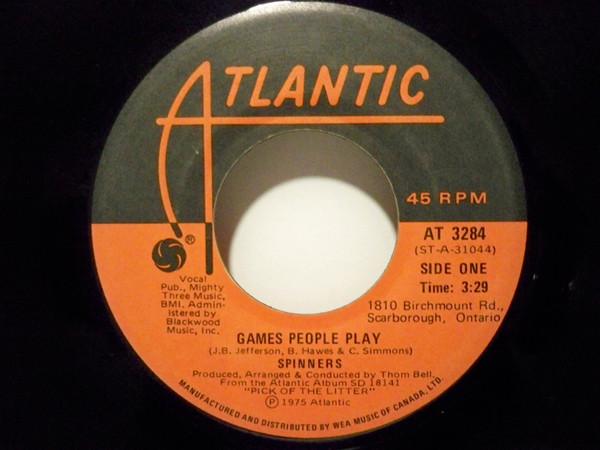 ATLANTIC
45 RPM
AT 3284
(ST-A-31044)
SIDE ONE
Time: 3:29
1810 Birchmount Rd.,
Scarborough, Ontario
®
Vocal
Pub., Mighty
Three Music,
BMI. Admin-
istered by
Blackwood
Music, Inc.
GAMES PEOPLE PLAY
(J.B. Jefferson, B. Hawes & C. Simmons)
SPINNERS
Produced, Arranged & Conducted by Thom Bell.
From the Atlantic Album SD 18141
"PICK OF THE LITTER"
Ⓟ 1975 Atlantic
MANUFACTURED AND DISTRIBUTED BY WEA MUSIC OF CANADA, LTD.